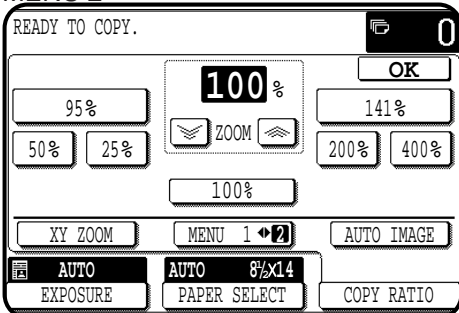 READY TO COPY. 0
OK
100%
95% 141%
50% 25% ZOOM 200% 400%
100%
XY ZOOM MENU 1 2 AUTO IMAGE
AUTO AUTO 8½x14
EXPOSURE PAPER SELECT COPY RATIO